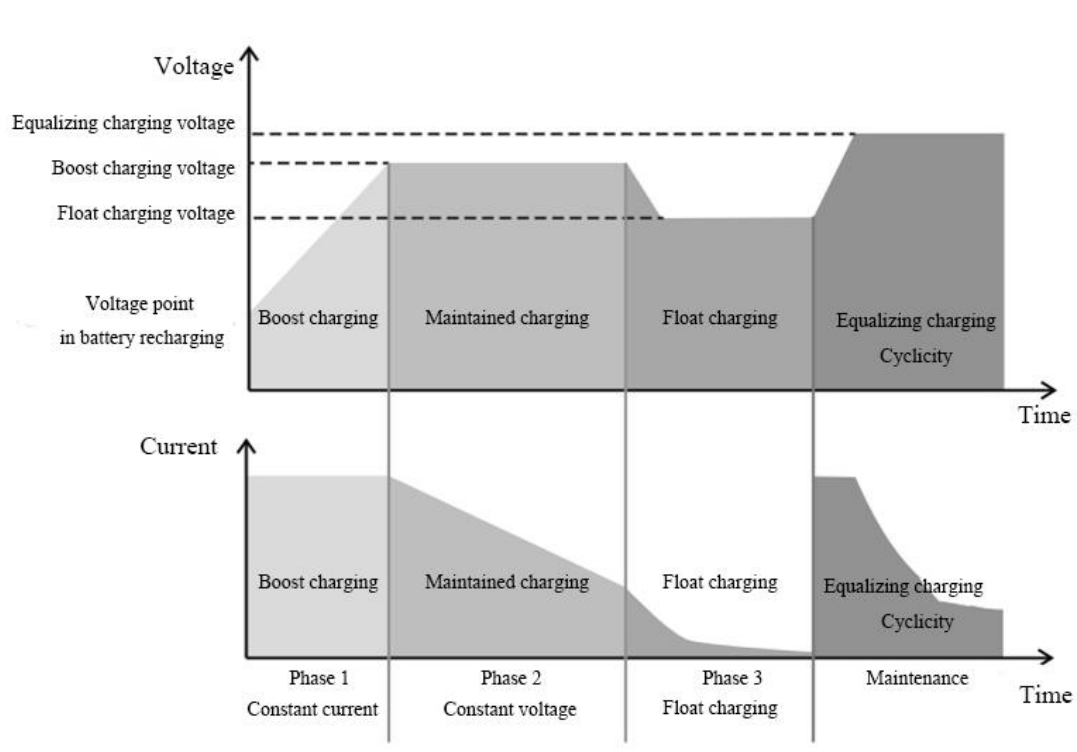 Voltage
Equalizing charging voltage
Boost charging voltage
Float charging voltage
Voltage point
in battery recharging
Boost charging
Maintained charging
Float charging
Equalizing charging
Cyclicity
Time
Current
Boost charging
Maintained charging
Float charging
Equalizing charging
Cyclicity
Phase 1
Constant current
Phase 2
Constant voltage
Phase 3
Float charging
Maintenance
Time